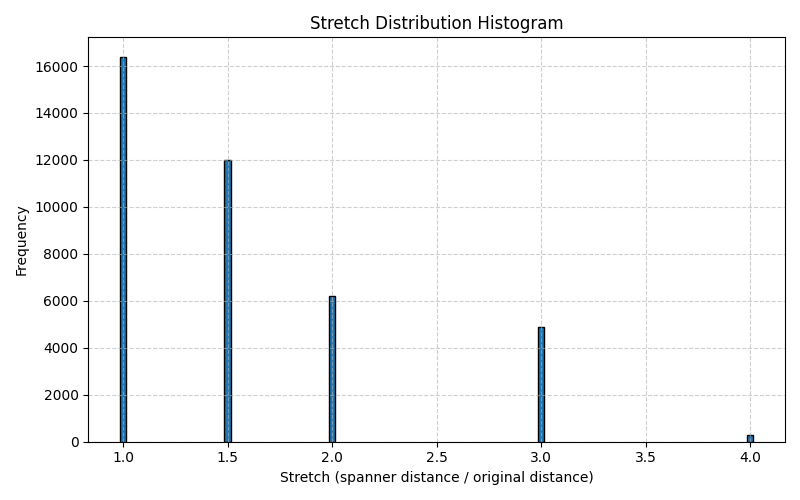 Stretch Distribution Histogram
Frequency
16000
14000
12000
10000
8000
6000
4000
2000
0
1.0 1.5 2.0 2.5 3.0 3.5 4.0
Stretch (spanner distance / original distance)